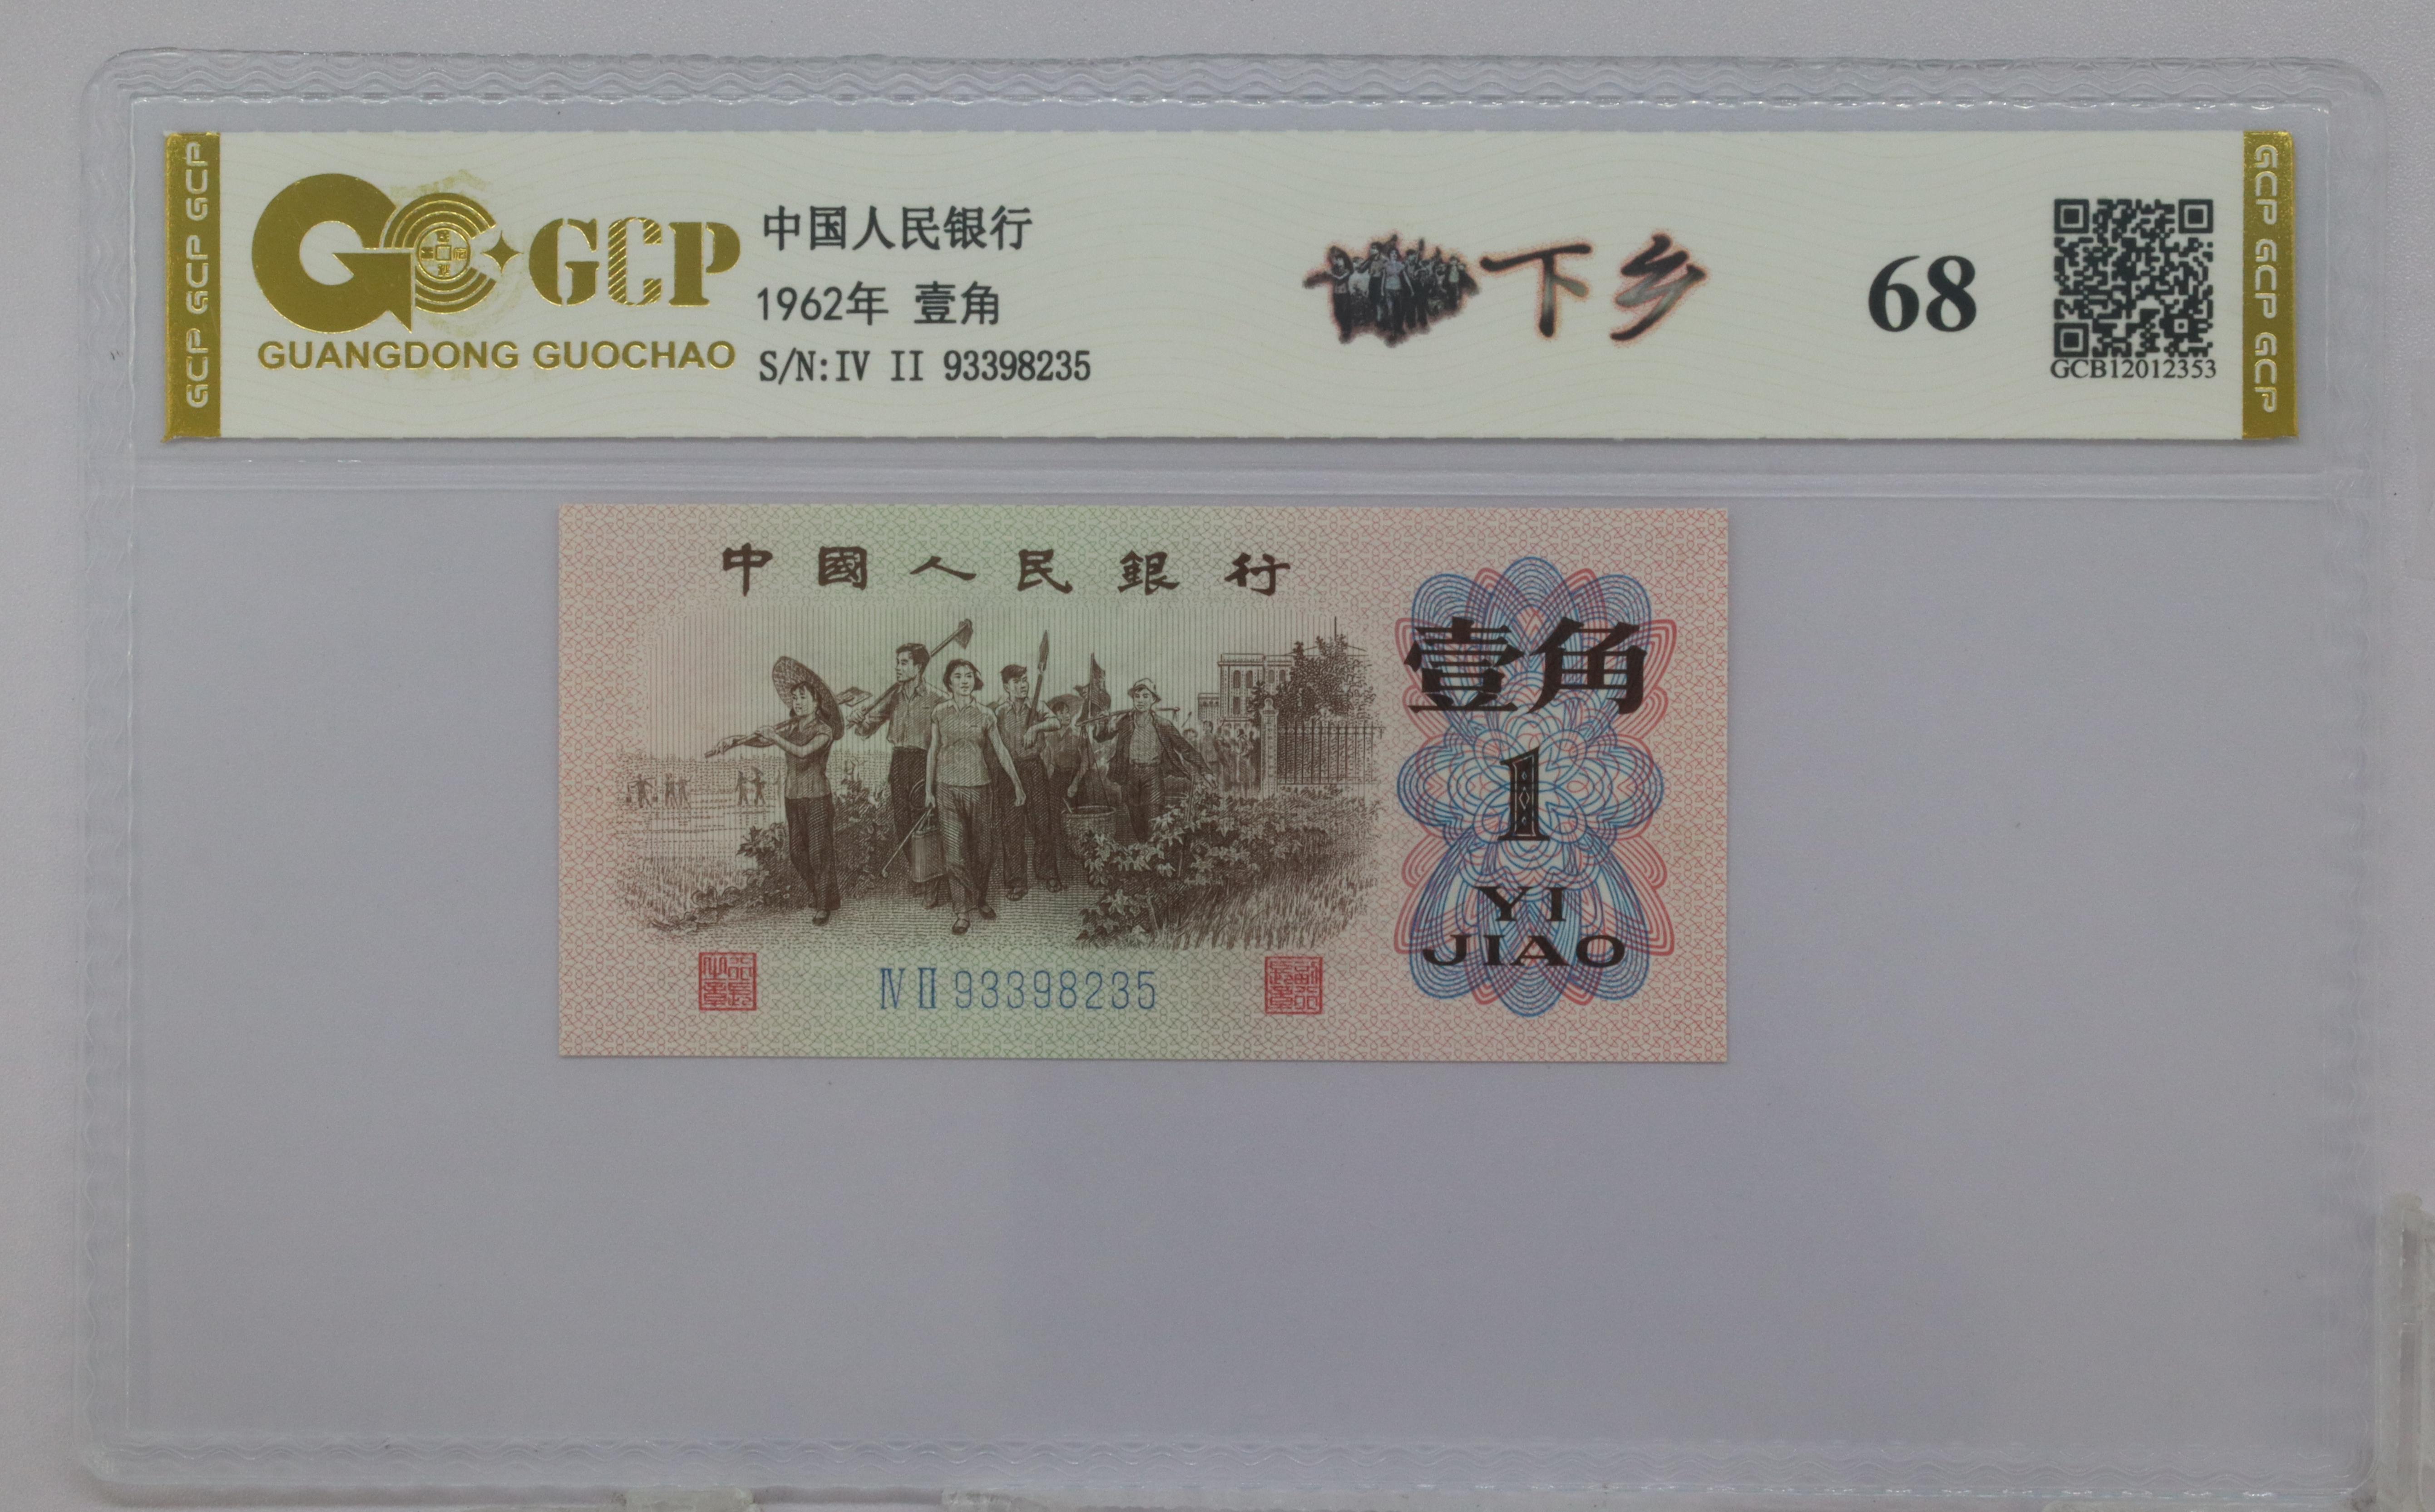 GCP GCP GCP
GCP
GUANGDONG GUOCHAO
中国人民银行
1962年 壹角
S/N:IV II 93398235
下乡
68
GCB12012353
GCP GCP GCP
中國人民銀行
壹角
1
YI
JIAO
IV II 93398235